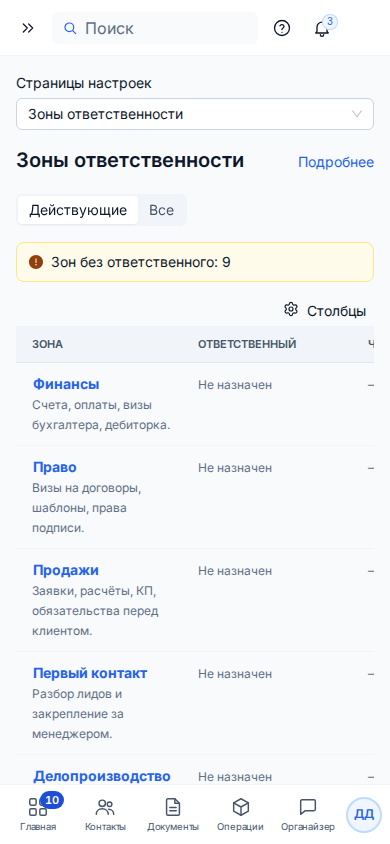 Поиск
3
Страницы настроек
Зоны ответственности
Зоны ответственности
Подробнее
Действующие
Все
Зон без ответственного: 9
Столбцы
ЗОНА ОТВЕТСТВЕННЫЙ
Финансы
Не назначен
–
Счета, оплаты, визы
бухгалтера, дебиторка.
Право
Не назначен
–
Визы на договоры,
шаблоны, права
подписи.
Продажи
Не назначен
–
Заявки, расчёты, КП,
обязательства перед
клиентом.
Первый контакт
Не назначен
–
Разбор лидов и
закрепление за
менеджером.
Делопроизводство
Не назначен
–
10
Главная
Контакты
Документы
Операции
Органайзер
ДД